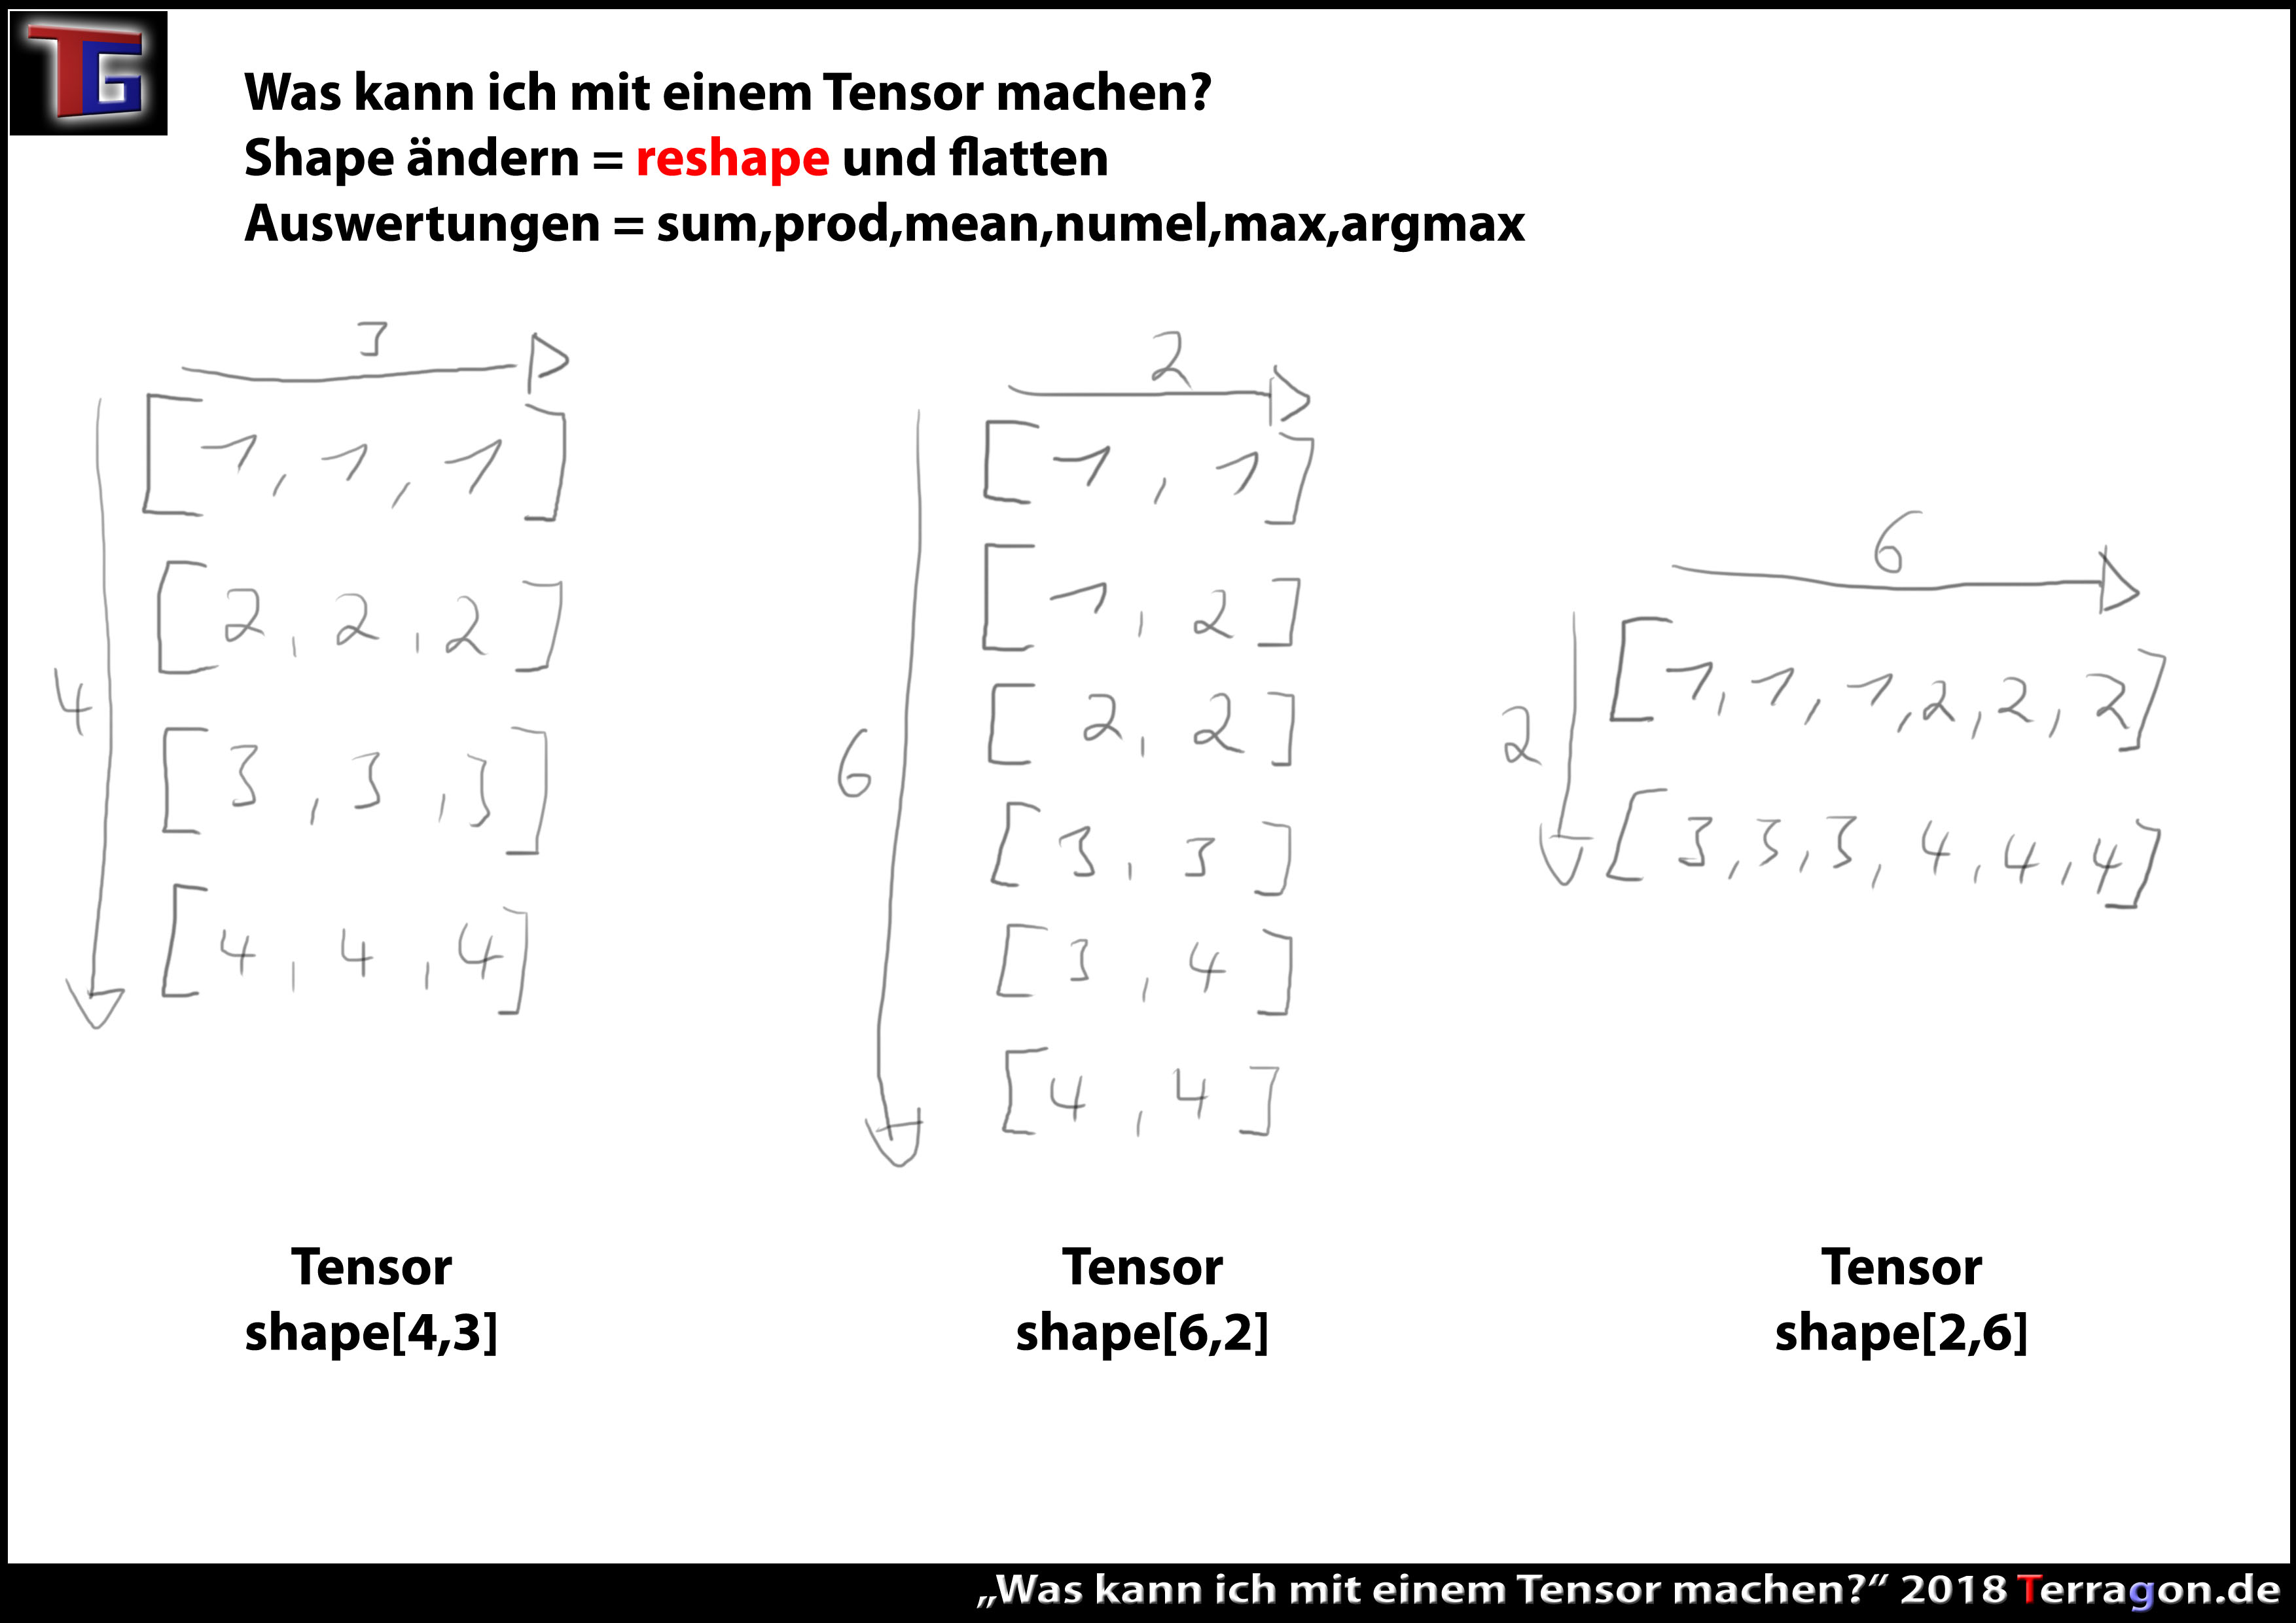 TG
Was kann ich mit einem Tensor machen?
Shape ändern = reshape und flatten
Auswertungen = sum,prod,mean,numel,max,argmax
3
4
[1,1,1]
[2,2,2]
[3,3,3]
[4,4,4]
Tensor
shape[4,3]
2
6
[1,1]
[1,2]
[2,2]
[3,3]
[3,4]
[4,4]
Tensor
shape[6,2]
6
2
[1,1,1,2,2,2]
[3,3,3,4,4,4]
Tensor
shape[2,6]
„Was kann ich mit einem Tensor machen?“ 2018 Terragon.de